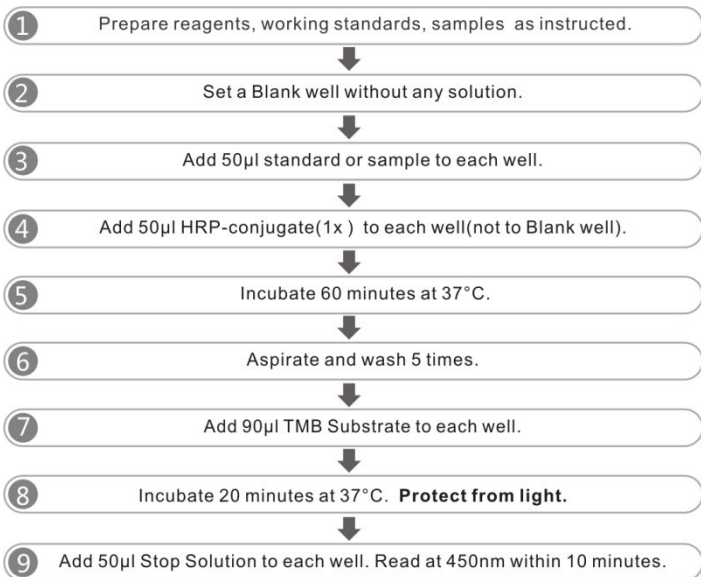 1 Prepare reagents, working standards, samples as instructed.
2 Set a Blank well without any solution.
3 Add 50µl standard or sample to each well.
4 Add 50µl HRP-conjugate(1x ) to each well(not to Blank well).
5 Incubate 60 minutes at 37°C.
6 Aspirate and wash 5 times.
7 Add 90µl TMB Substrate to each well.
8 Incubate 20 minutes at 37°C. Protect from light.
9 Add 50µl Stop Solution to each well. Read at 450nm within 10 minutes.